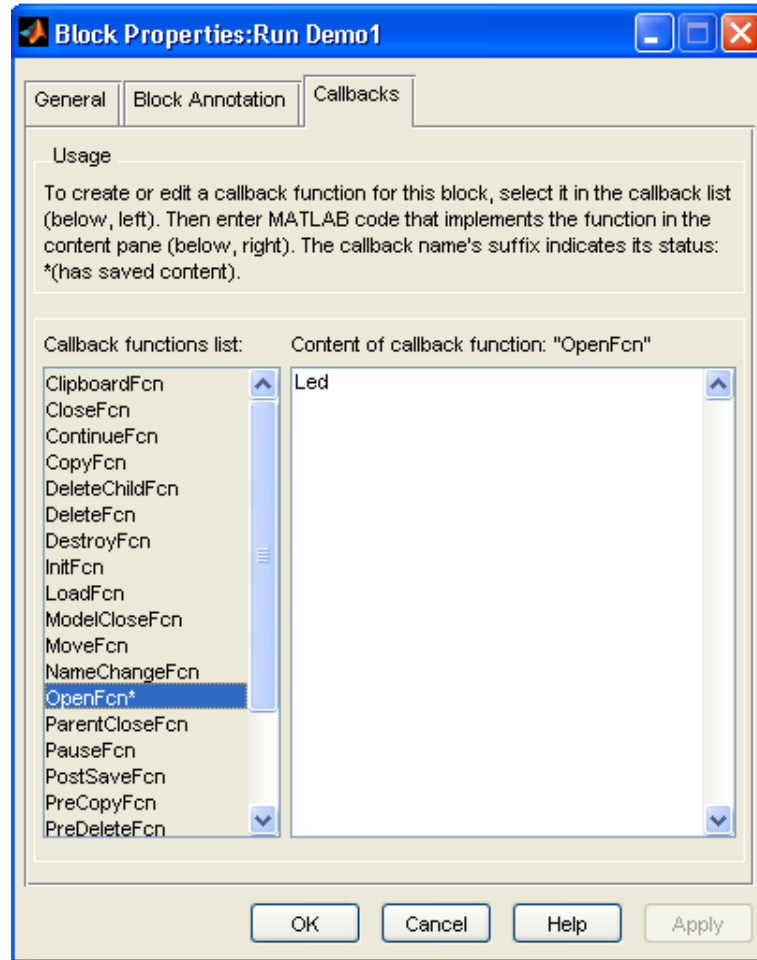 Block Properties:Run Demo1
General Block Annotation Callbacks
Usage
To create or edit a callback function for this block, select it in the callback list
(below, left). Then enter MATLAB code that implements the function in the
content pane (below, right). The callback name's suffix indicates its status:
*(has saved content).
Callback functions list:
ClipboardFcn
CloseFcn
ContinueFcn
CopyFcn
DeleteChildFcn
DeleteFcn
DestroyFcn
InitFcn
LoadFcn
ModelCloseFcn
MoveFcn
NameChangeFcn
OpenFcn*
ParentCloseFcn
PauseFcn
PostSaveFcn
PreCopyFcn
PreDeleteFcn
Content of callback function: "OpenFcn"
Led
OK Cancel Help Apply